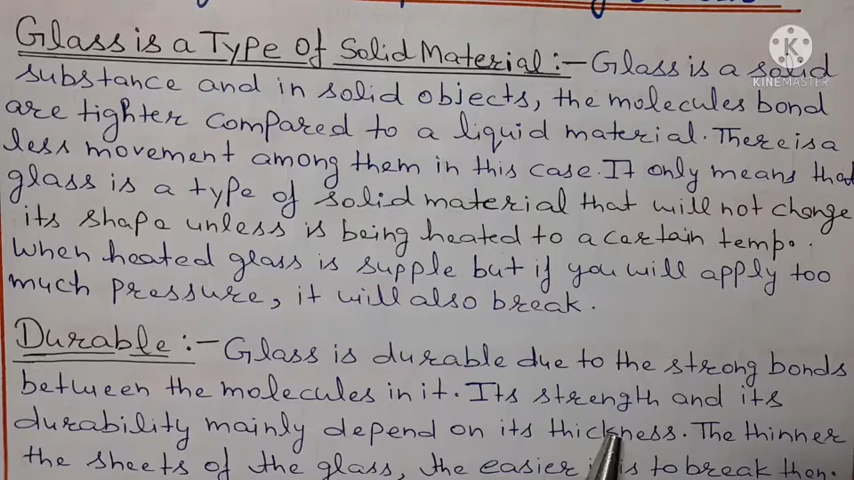 Glass is a Type Of Solid Material :- Glass is a solid
KINEMASTER
substance and in solid objects, the molecules bond
are tighter compared to a liquid material. There is a
less movement among them in this case. It only means that
glass is a type of solid material that will not change
its shape unless is being heated to a certain temp.
When heated glass is supple but if you will apply too
much pressure, it will also break.
Durable :- Glass is durable due to the strong bonds
between the molecules in it. Its strength and its
durability mainly depend on its thickness. The thinner
the sheets of the glass, the easier is to break then.